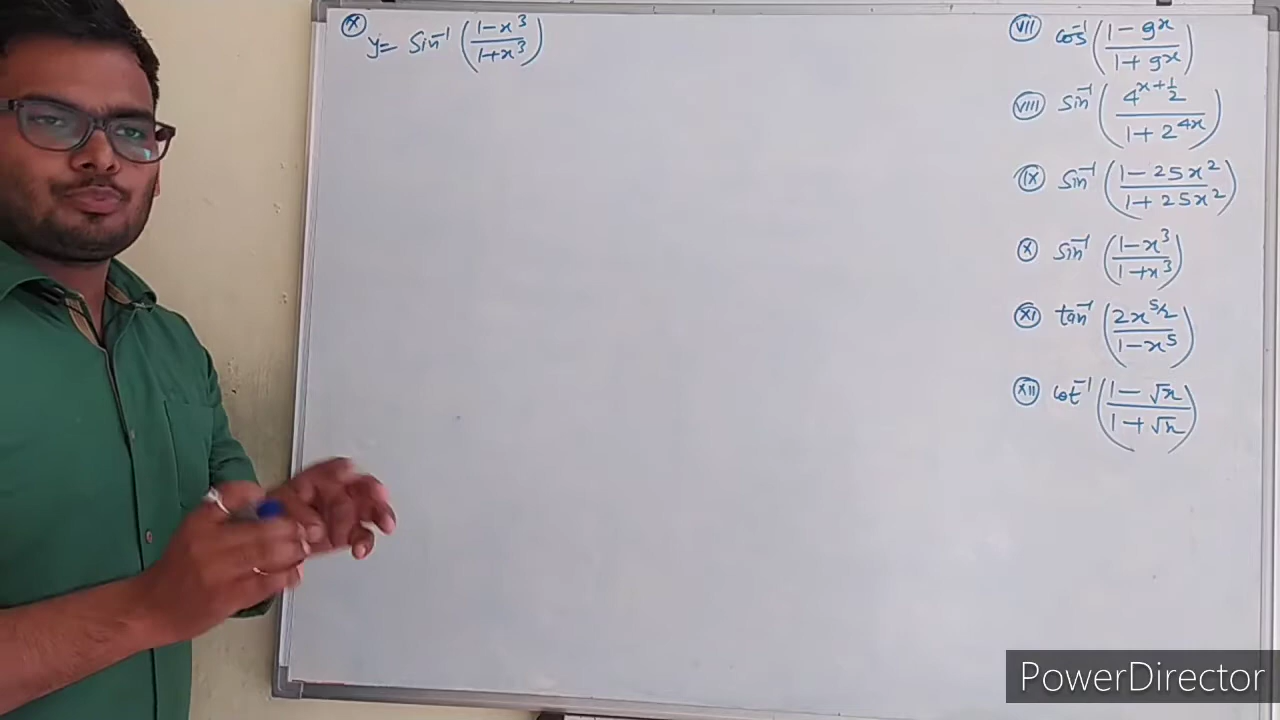 (X) y = Sin⁻¹ ((1-x³)/(1+x³))
(VII) cos⁻¹ ((1-9ˣ)/(1+9ˣ))
(VIII) Sin⁻¹ (4^(x+1/2)/(1+2^(4x)))
(IX) Sin⁻¹ ((1-25x²)/(1+25x²))
(X) Sin⁻¹ ((1-x³)/(1+x³))
(XI) tan⁻¹ (2x^(5/2)/(1-x⁵))
(XII) cot⁻¹ ((1-√x)/(1+√x))
PowerDirector